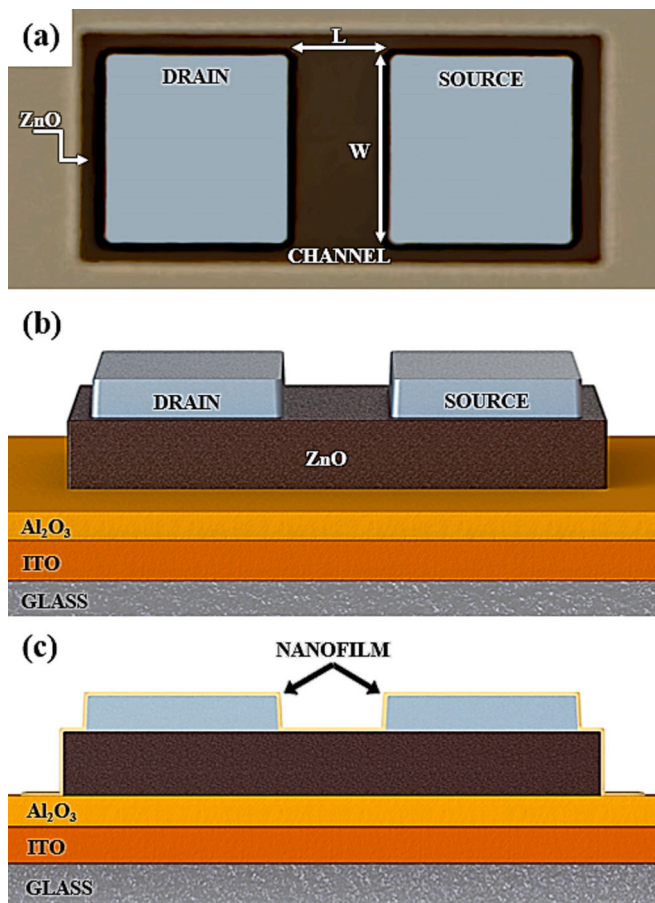 (a)
L
DRAIN
SOURCE
ZnO
W
CHANNEL
(b)
DRAIN
SOURCE
ZnO
Al₂O₃
ITO
GLASS
(c)
NANOFILM
Al₂O₃
ITO
GLASS